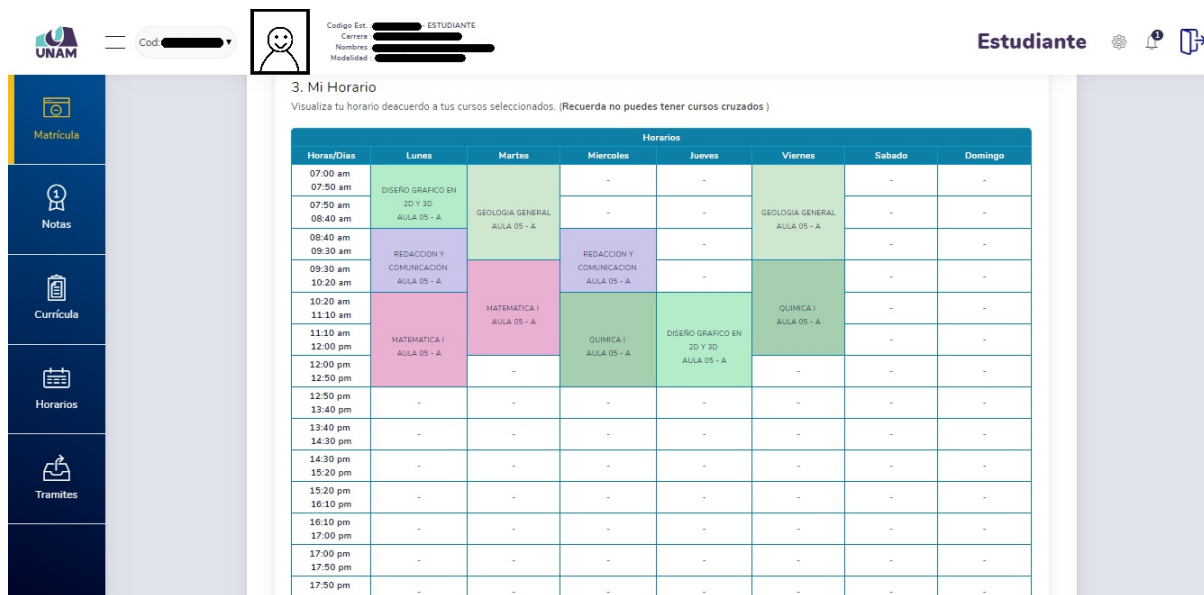 UNAM
Cod:
Codigo Est. : - ESTUDIANTE
Carrera :
Nombres :
Modalidad :
Estudiante
1
Matrícula
1
Notas
Currícula
Horarios
Tramites
3. Mi Horario
Visualiza tu horario deacuerdo a tus cursos seleccionados. (Recuerda no puedes tener cursos cruzados )
Horarios
Horas/Dias Lunes Martes Miercoles Jueves Viernes Sabado Domingo
07:00 am
07:50 am
DISEÑO GRAFICO EN
2D Y 3D
AULA 05 - A
GEOLOGIA GENERAL
AULA 05 - A
- -
GEOLOGIA GENERAL
AULA 05 - A
- -
07:50 am
08:40 am
- - - -
08:40 am
09:30 am
REDACCION Y
COMUNICACION
AULA 05 - A
REDACCION Y
COMUNICACION
AULA 05 - A
- - -
09:30 am
10:20 am
MATEMATICA I
AULA 05 - A
-
QUIMICA I
AULA 05 - A
- -
10:20 am
11:10 am
MATEMATICA I
AULA 05 - A
QUIMICA I
AULA 05 - A
DISEÑO GRAFICO EN
2D Y 3D
AULA 05 - A
- -
11:10 am
12:00 pm
- -
12:00 pm
12:50 pm
- - - -
12:50 pm
13:40 pm
- - - - - - -
13:40 pm
14:30 pm
- - - - - - -
14:30 pm
15:20 pm
- - - - - - -
15:20 pm
16:10 pm
- - - - - - -
16:10 pm
17:00 pm
- - - - - - -
17:00 pm
17:50 pm
- - - - - - -
17:50 pm
- - - - - - -